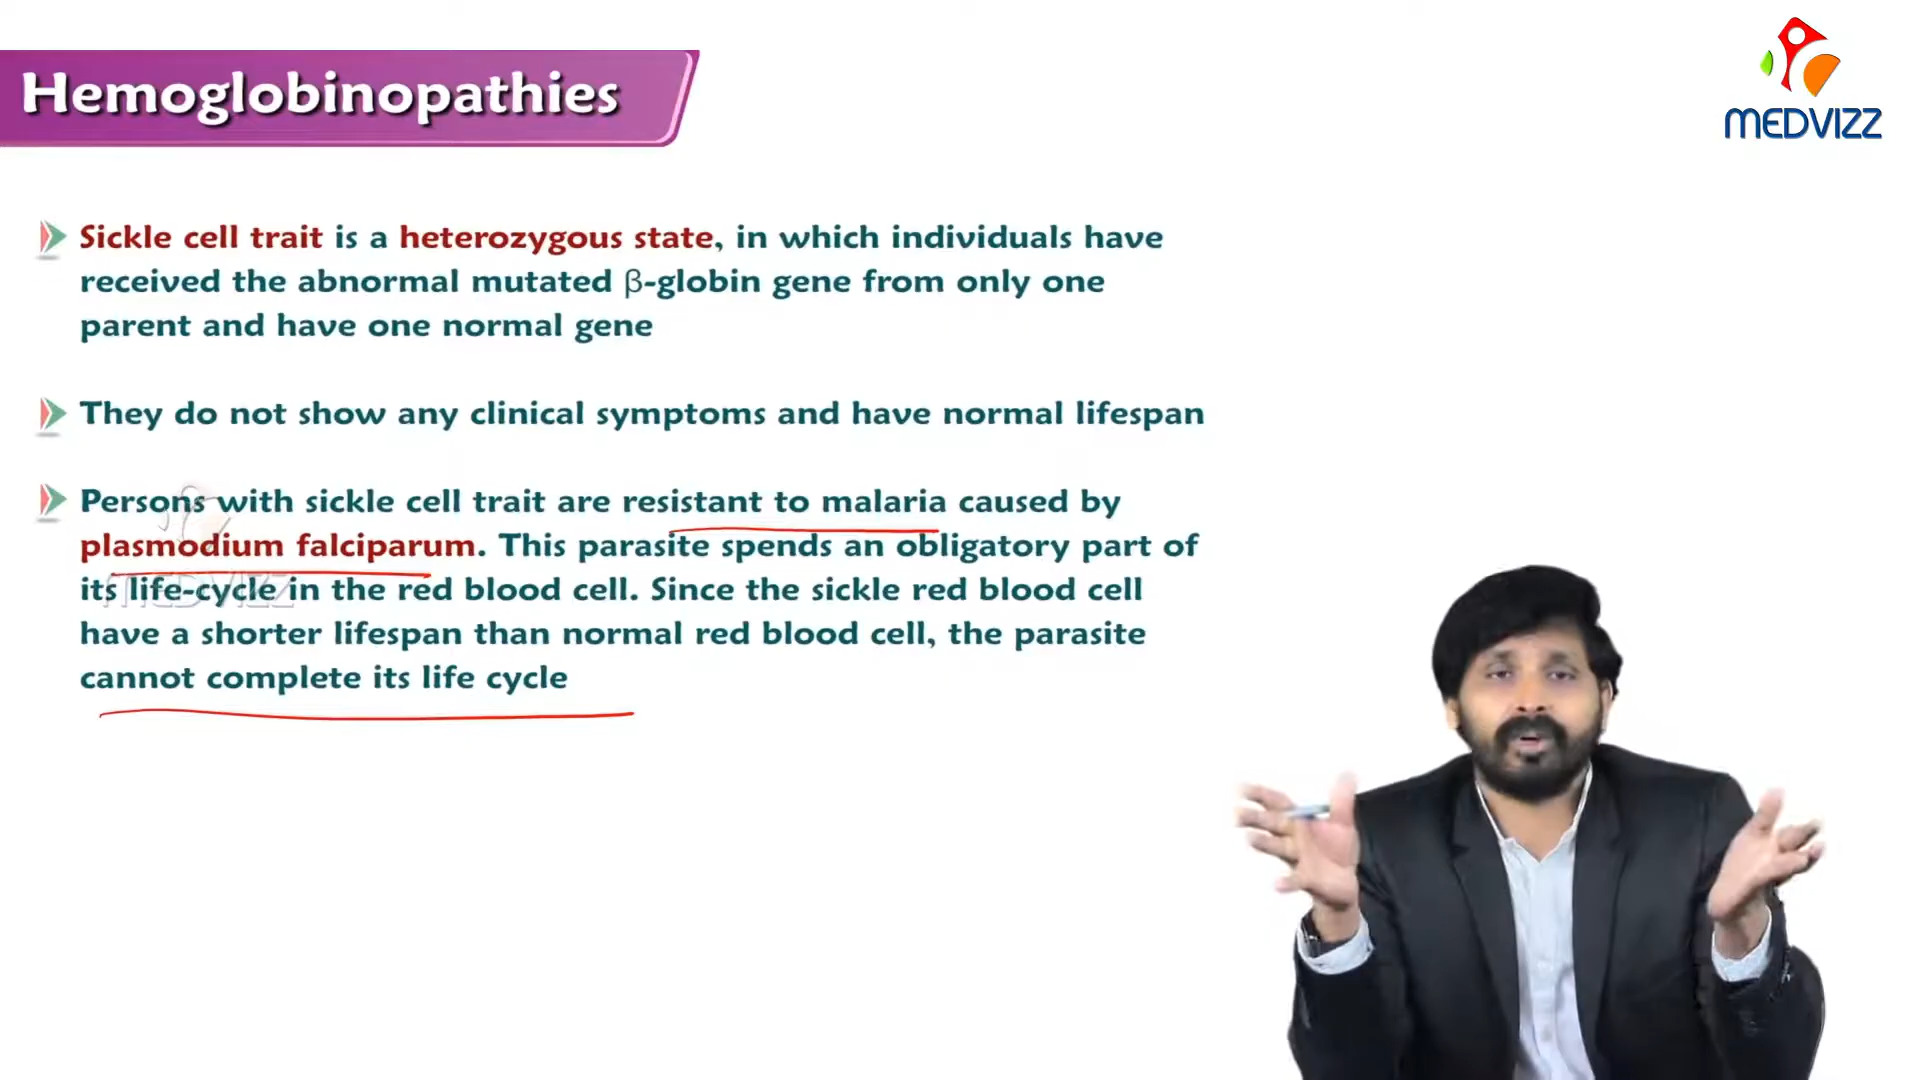 Hemoglobinopathies
MEDVIZZ
Sickle cell trait is a heterozygous state, in which individuals have
received the abnormal mutated β-globin gene from only one
parent and have one normal gene
They do not show any clinical symptoms and have normal lifespan
Persons with sickle cell trait are resistant to malaria caused by
plasmodium falciparum. This parasite spends an obligatory part of
its life-cycle in the red blood cell. Since the sickle red blood cell
have a shorter lifespan than normal red blood cell, the parasite
cannot complete its life cycle
MEDVIZZ